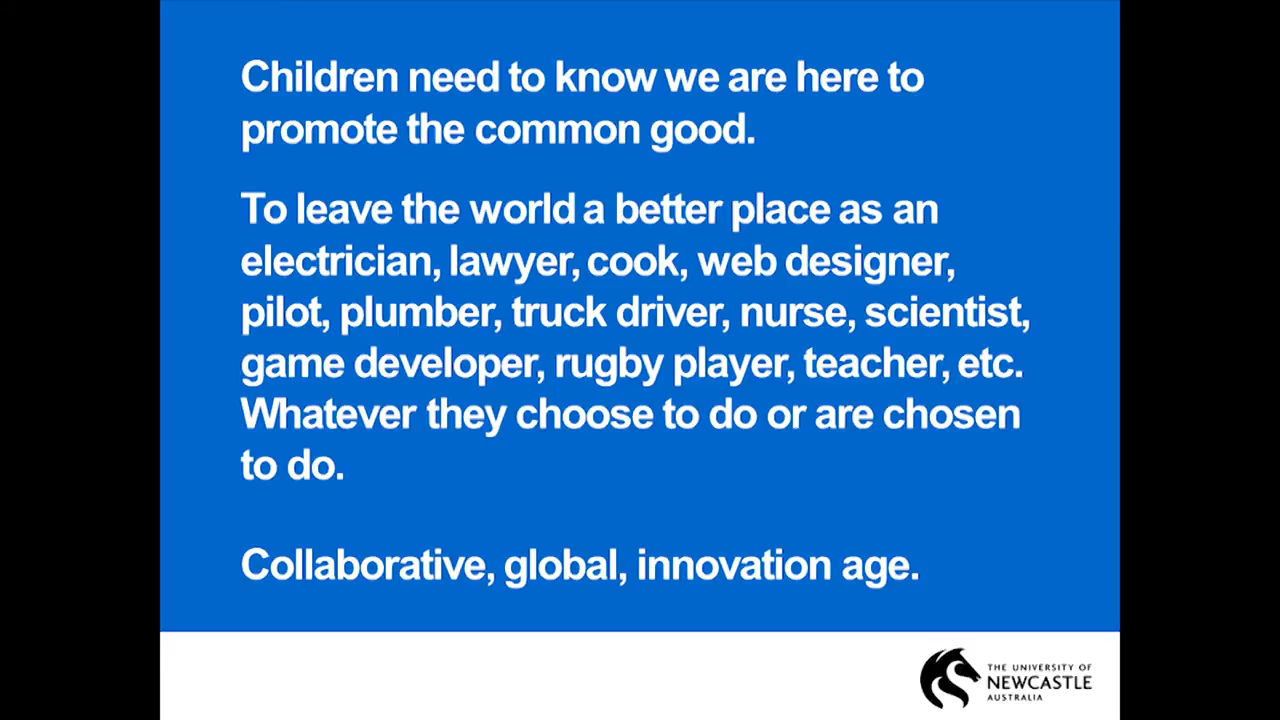 Children need to know we are here to
promote the common good.
To leave the world a better place as an
electrician, lawyer, cook, web designer,
pilot, plumber, truck driver, nurse, scientist,
game developer, rugby player, teacher, etc.
Whatever they choose to do or are chosen
to do.
Collaborative, global, innovation age.
THE UNIVERSITY OF
NEWCASTLE
AUSTRALIA